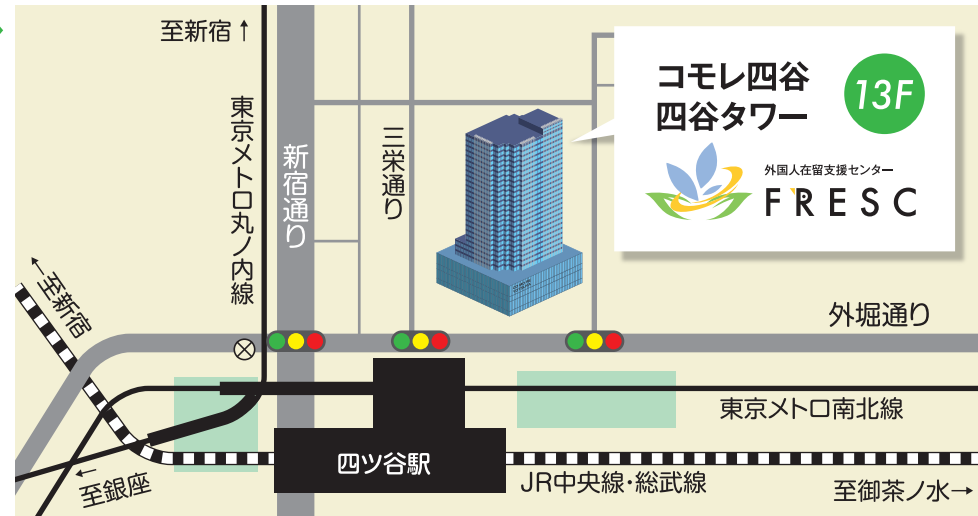 至新宿↑
東京メトロ丸ノ内線
新宿通り
三栄通り
コモレ四谷
四谷タワー
13F
外国人在留支援センター
FRESC
外堀通り
←至新宿
東京メトロ南北線
四ツ谷駅
JR中央線・総武線
←
至銀座
至御茶ノ水→